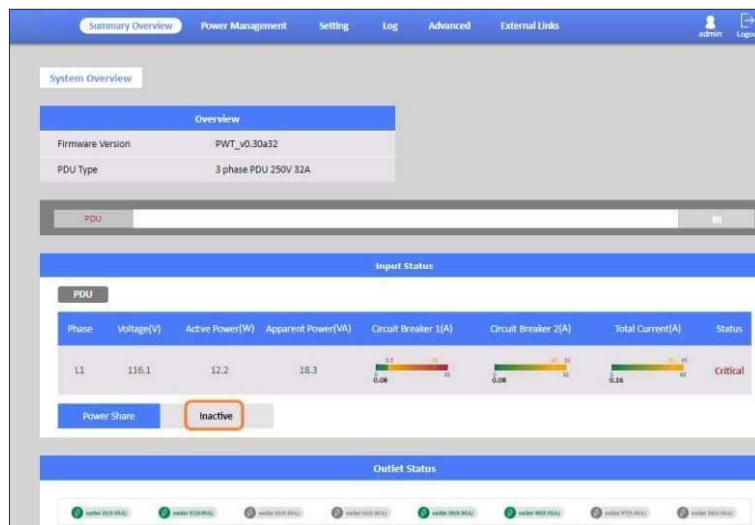 Summary Overview Power Management Setting Log Advanced External Links admin Logout
System Overview
Overview
Firmware Version PWT_v0.30a32
PDU Type 3 phase PDU 250V 32A
PDU
Input Status
PDU
Phase Voltage(V) Active Power(W) Apparent Power(VA) Circuit Breaker 1(A) Circuit Breaker 2(A) Total Current(A) Status
L1 116.1 12.2 18.3 0.08 0.08 0.16 Critical
Power Share Inactive
Outlet Status